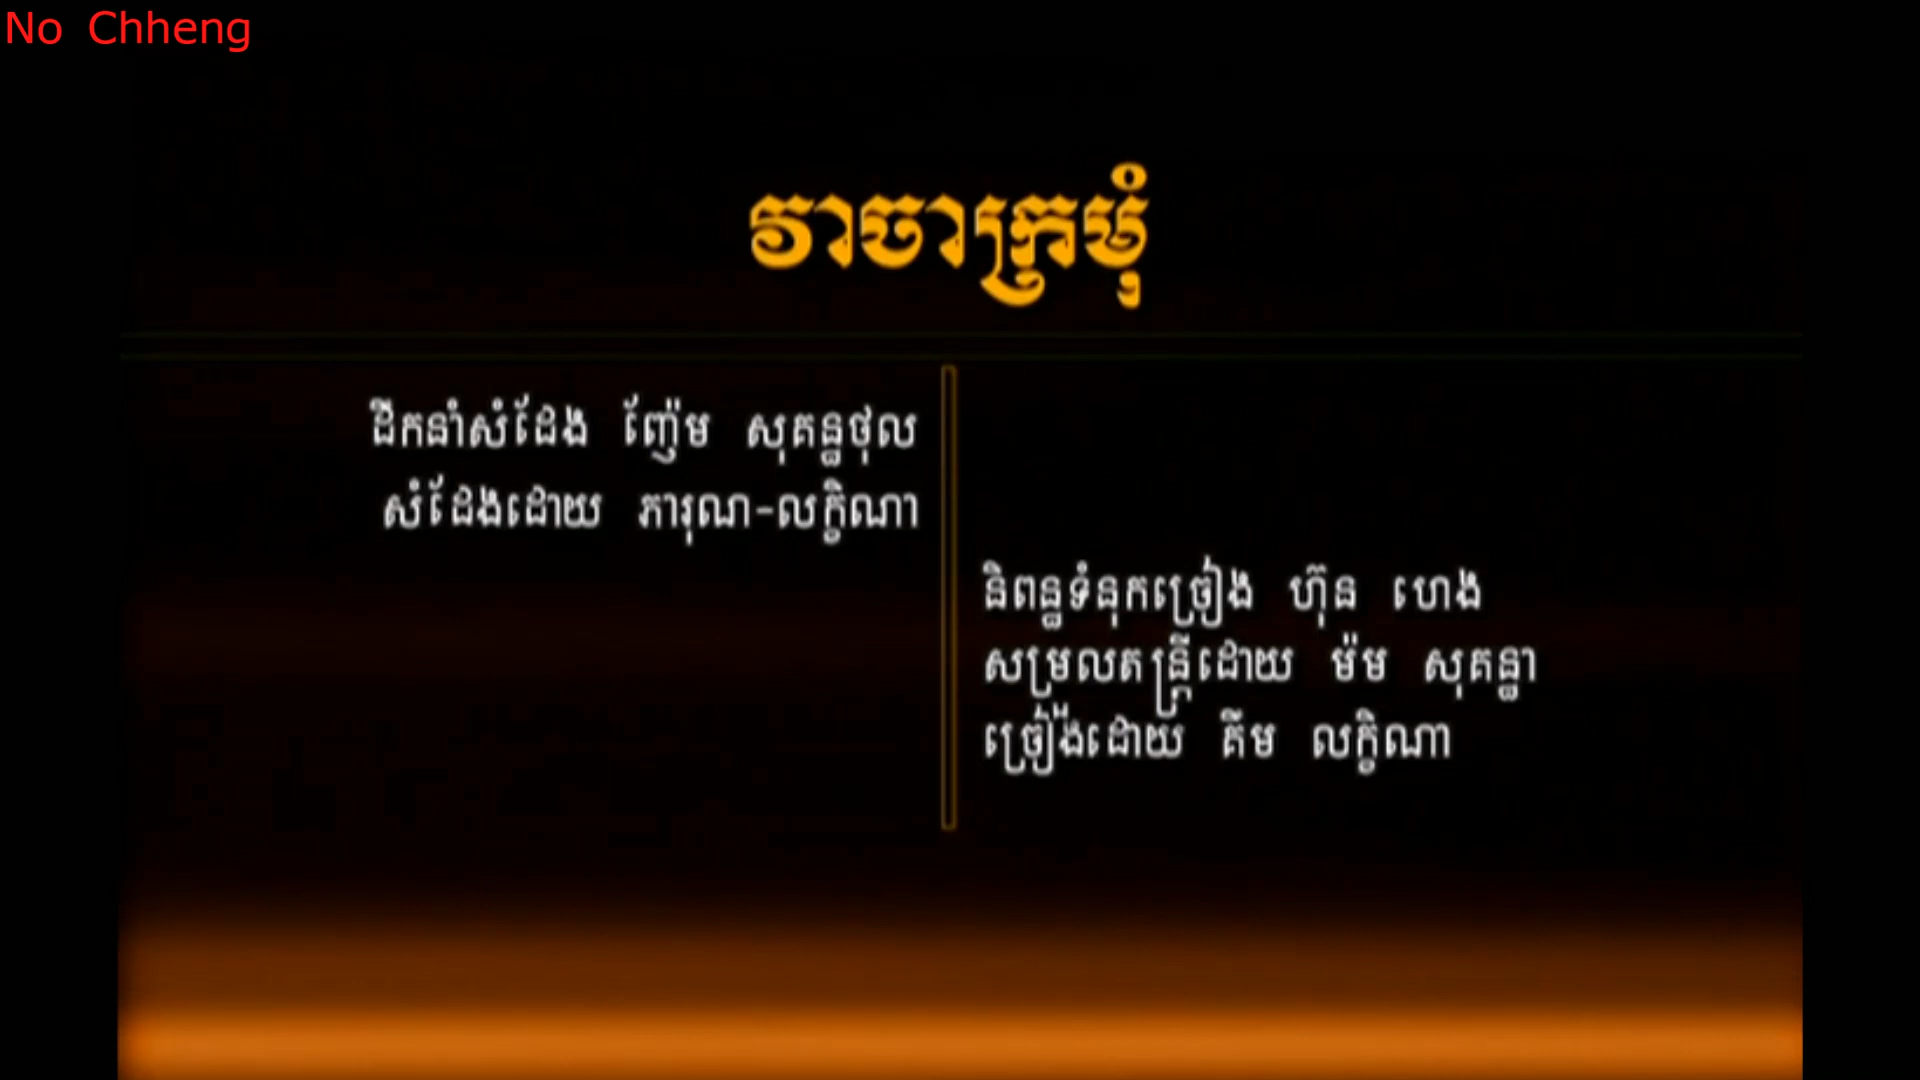 No Chheng
វាចាក្រមុំ
ដឹកនាំសំដែង ញ៉ែម សុគន្ធថុល
សំដែងដោយ ភារុណ-លក្ខិណា
និពន្ធទំនុកច្រៀង ហ៊ុន ហេង
សម្រួលតន្ត្រីដោយ ម៉ម សុគន្ធា
ច្រៀងដោយ គឹម លក្ខិណា